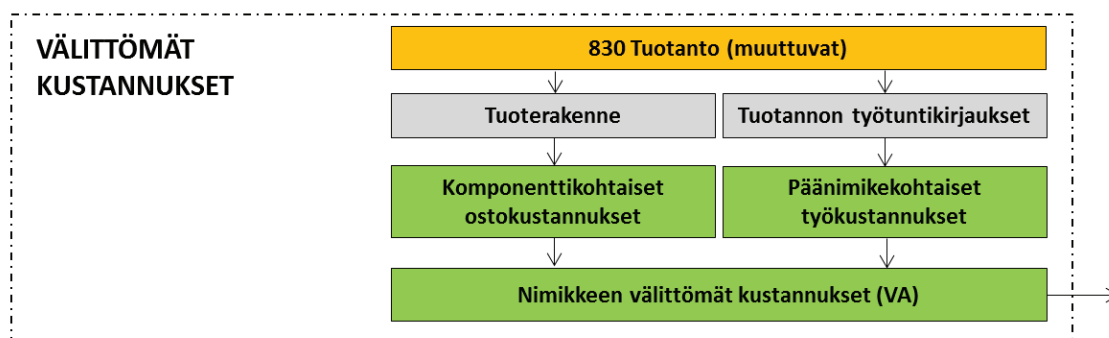 VÄLITTÖMÄT
KUSTANNUKSET
830 Tuotanto (muuttuvat)
Tuoterakenne
Tuotannon työtuntikirjaukset
Komponenttikohtaiset
ostokustannukset
Päänimikekohtaiset
työkustannukset
Nimikkeen välittömät kustannukset (VA)